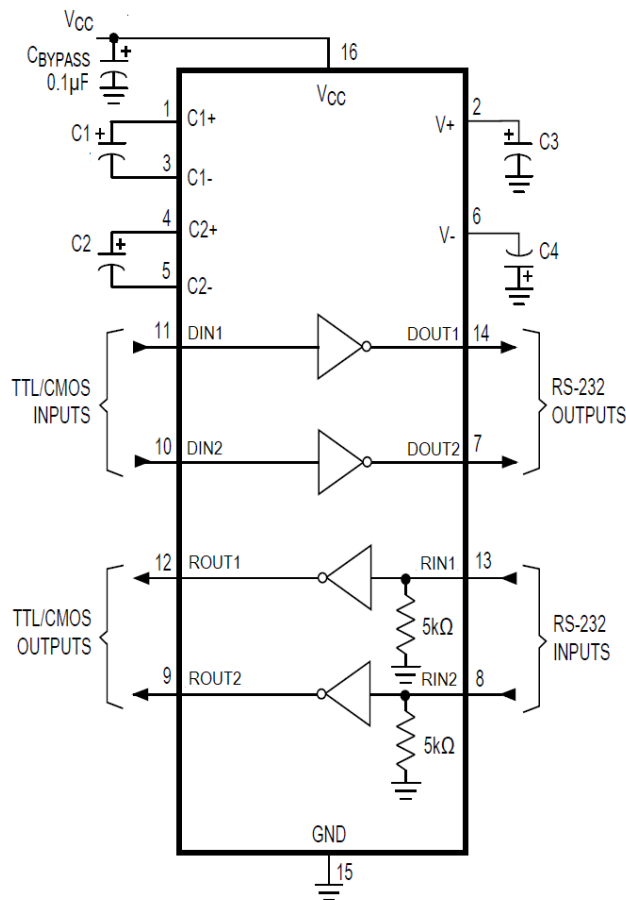 VCC
CBYPASS
0.1µF
16
VCC
1
C1+
C1
+
3
C1-
4
C2+
C2
+
5
C2-
2
V+
+
C3
6
V-
C4
+
11
DIN1
DOUT1
14
TTL/CMOS
INPUTS
RS-232
OUTPUTS
10
DIN2
DOUT2
7
12
ROUT1
RIN1
13
5kΩ
TTL/CMOS
OUTPUTS
RS-232
INPUTS
9
ROUT2
RIN2
8
5kΩ
GND
15